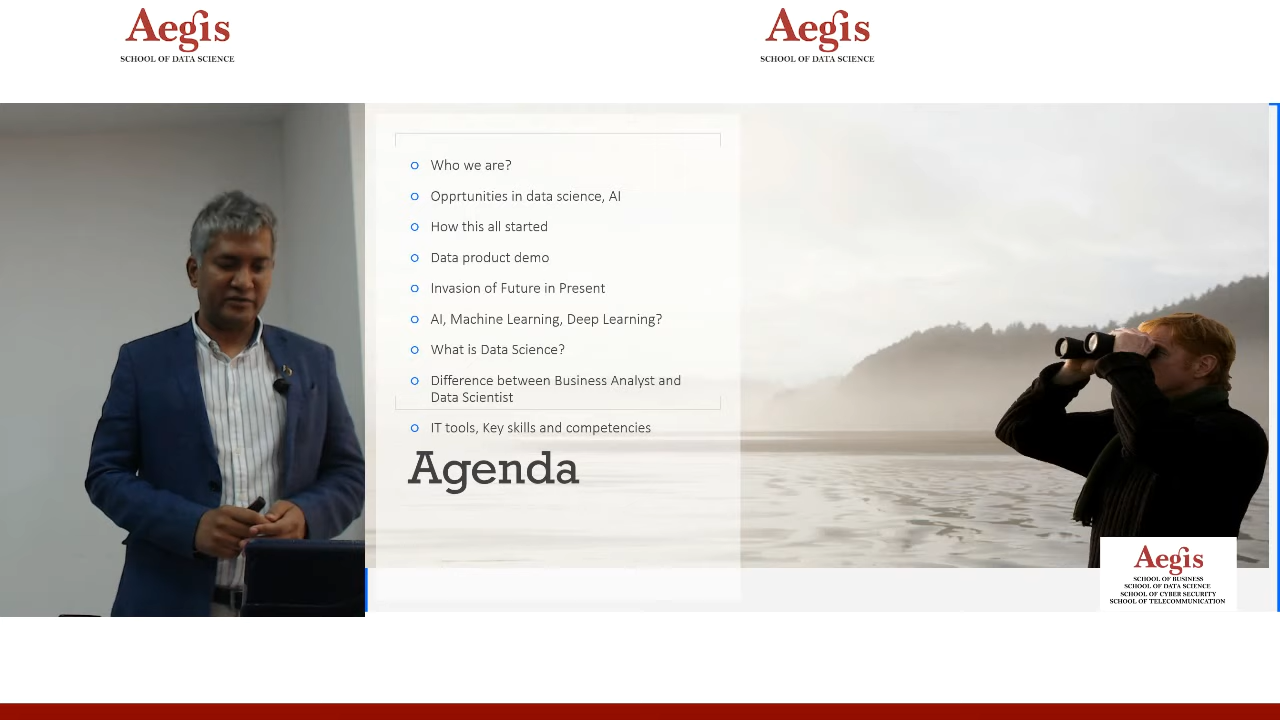 Aegis
SCHOOL OF DATA SCIENCE
Aegis
SCHOOL OF DATA SCIENCE
Who we are?
Opprtunities in data science, AI
How this all started
Data product demo
Invasion of Future in Present
AI, Machine Learning, Deep Learning?
What is Data Science?
Difference between Business Analyst and
Data Scientist
IT tools, Key skills and competencies
Agenda
Aegis
SCHOOL OF BUSINESS
SCHOOL OF DATA SCIENCE
SCHOOL OF CYBER SECURITY
SCHOOL OF TELECOMMUNICATION